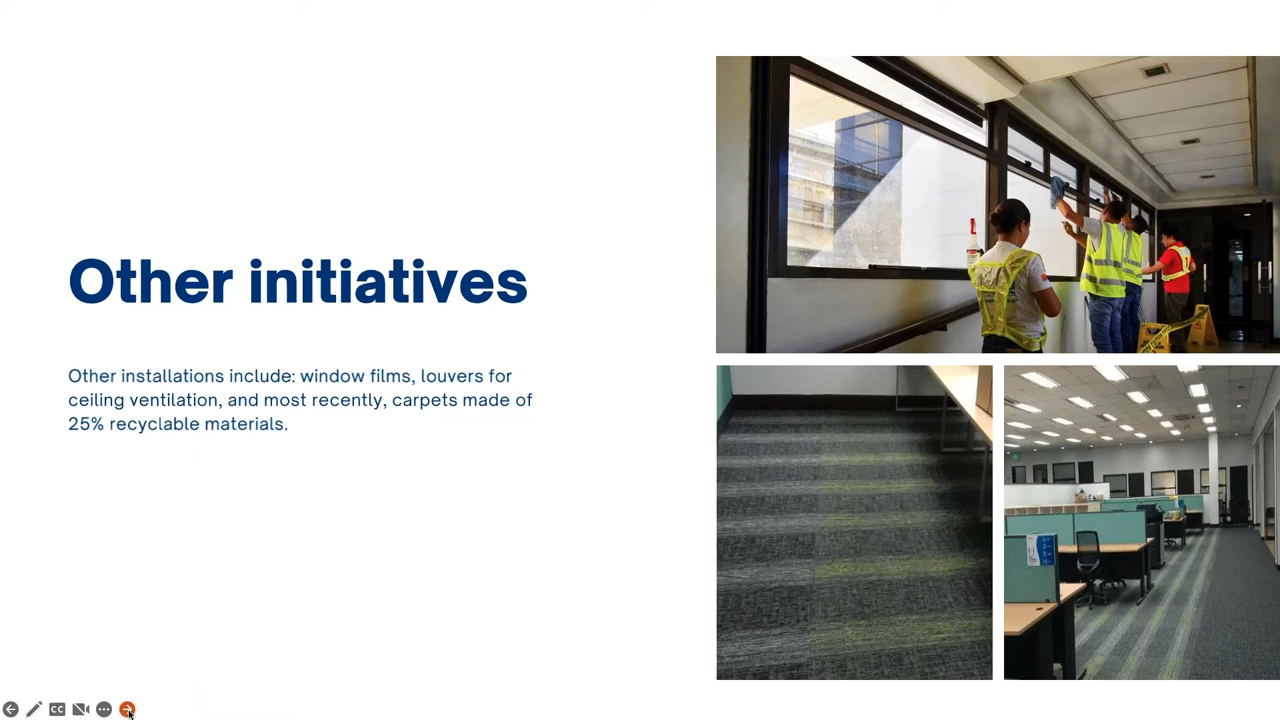 Other initiatives
Other installations include: window films, louvers for
ceiling ventilation, and most recently, carpets made of
25% recyclable materials.
CC